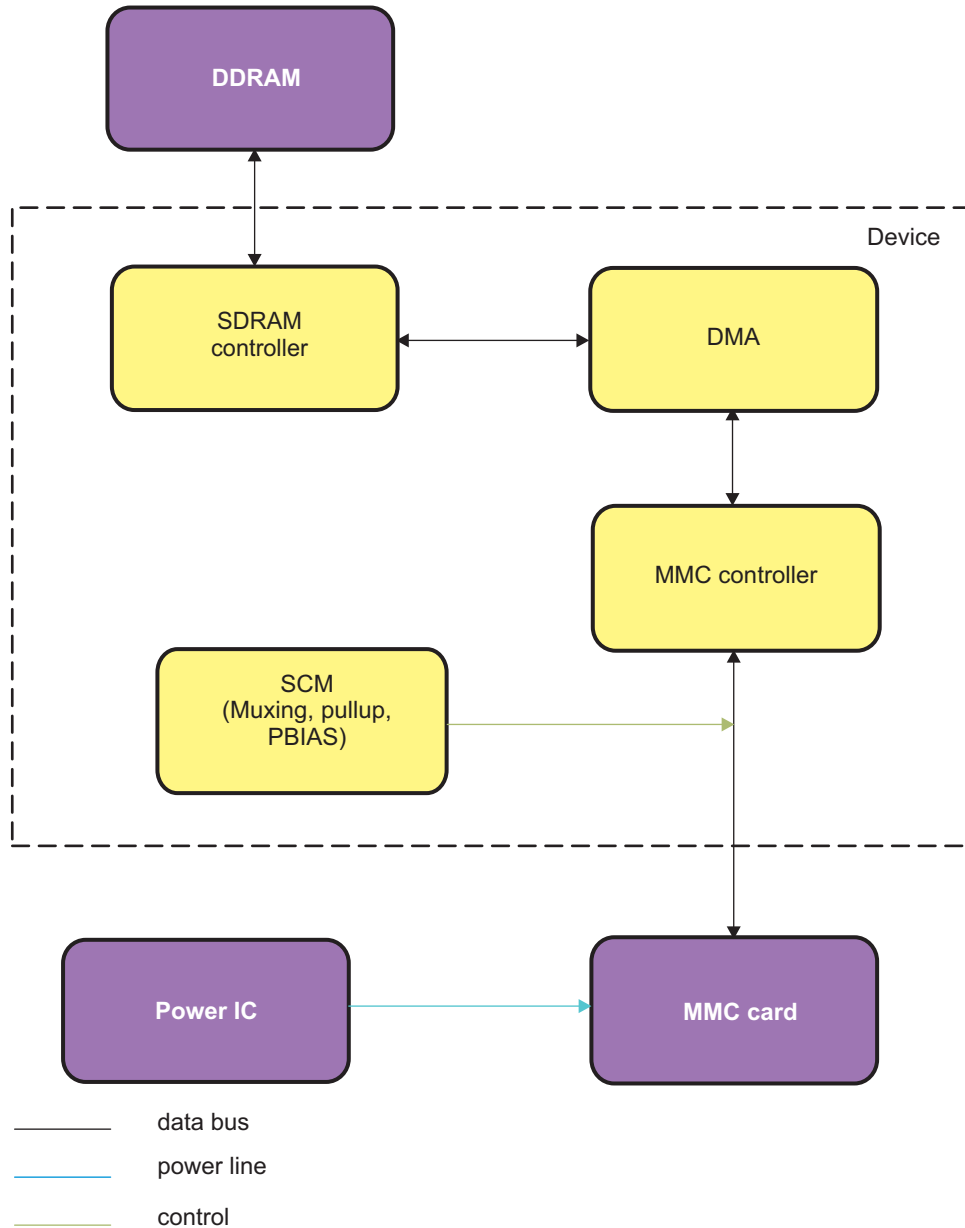 DDRAM
Device
SDRAM
controller
DMA
MMC controller
SCM
(Muxing, pullup,
PBIAS)
Power IC
MMC card
data bus
power line
control